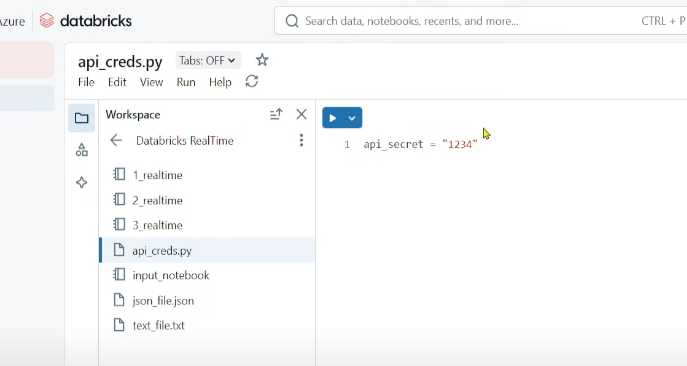 Azure databricks Search data, notebooks, recents, and more... CTRL + P
api_creds.py Tabs: OFF
File Edit View Run Help
Workspace
Databricks RealTime
1_realtime
2_realtime
3_realtime
api_creds.py
input_notebook
json_file.json
text_file.txt
1 api_secret = "1234"